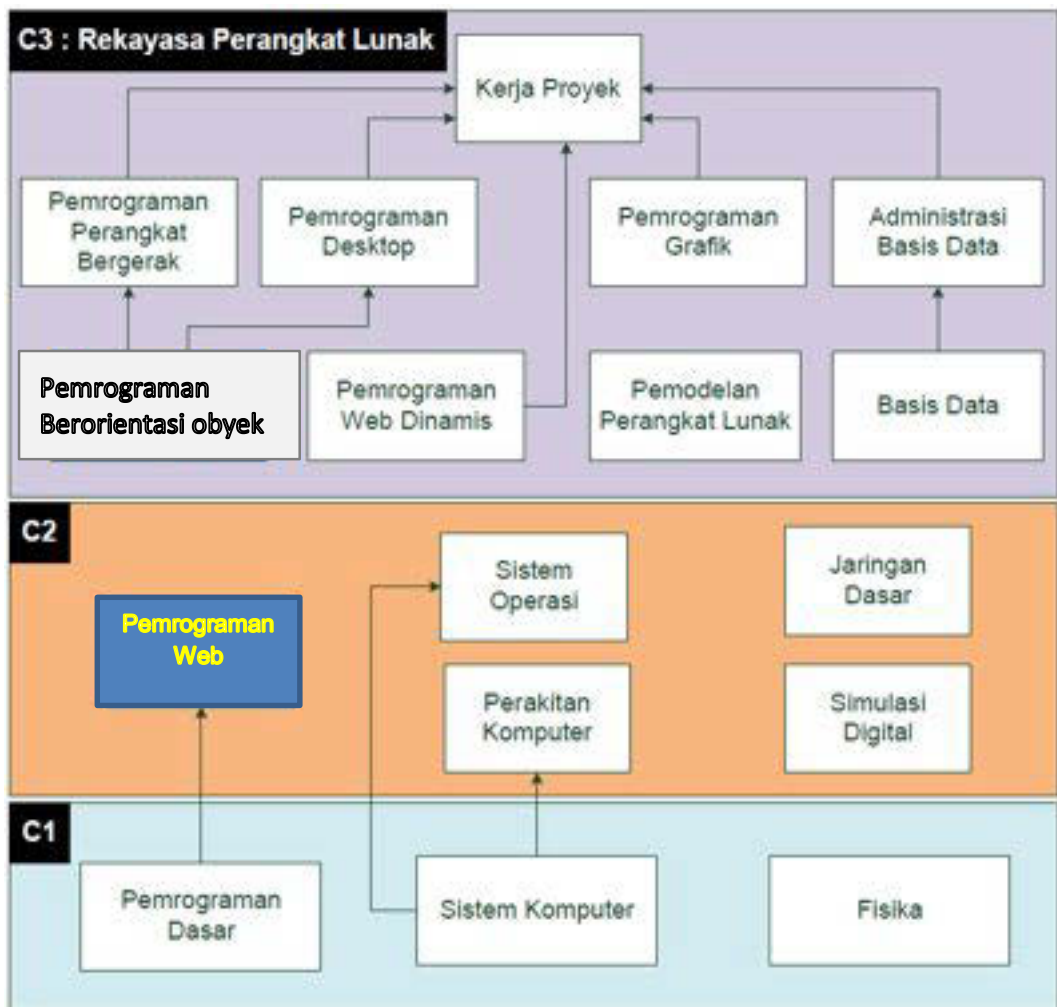 C3 : Rekayasa Perangkat Lunak
Kerja Proyek
Pemrograman
Perangkat
Bergerak
Pemrograman
Desktop
Pemrograman
Grafik
Administrasi
Basis Data
Pemrograman
Berorientasi obyek
Pemrograman
Web Dinamis
Pemodelan
Perangkat Lunak
Basis Data
C2
Pemrograman
Web
Sistem
Operasi
Jaringan
Dasar
Perakitan
Komputer
Simulasi
Digital
C1
Pemrograman
Dasar
Sistem Komputer
Fisika